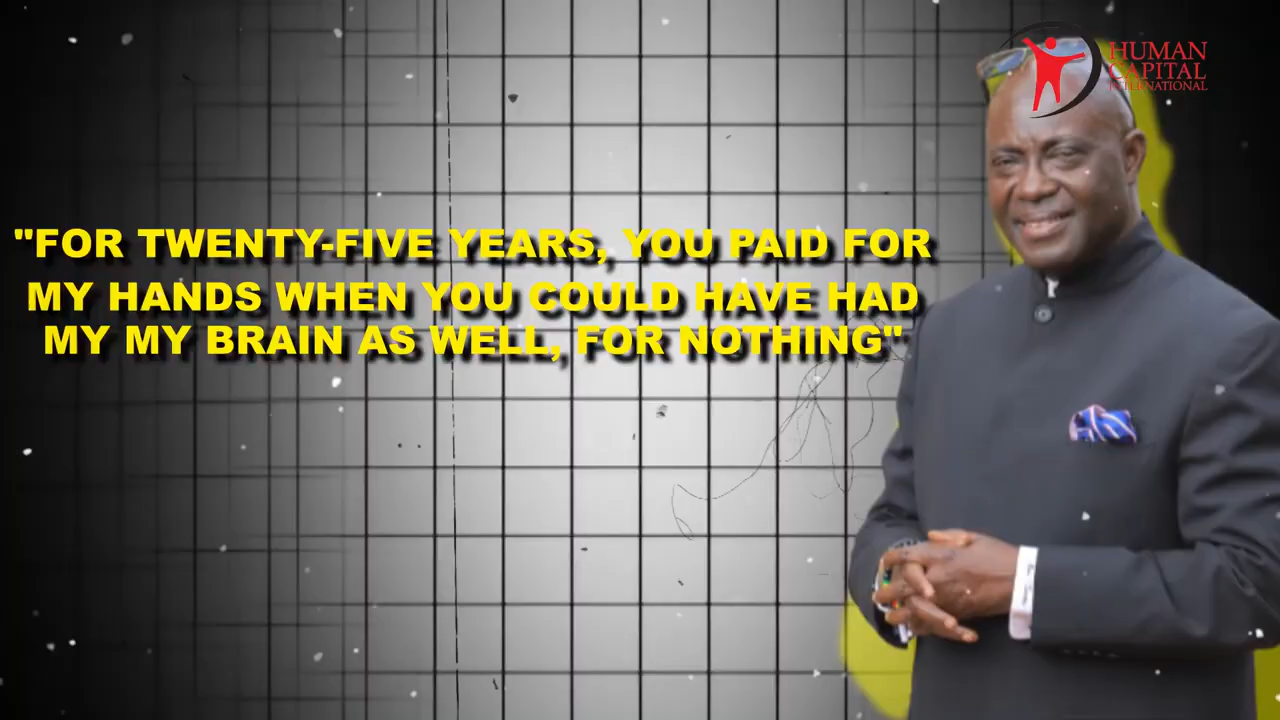 HUMAN
CAPITAL
INTERNATIONAL
"FOR TWENTY-FIVE YEARS, YOU PAID FOR
MY HANDS WHEN YOU COULD HAVE HAD
MY MY BRAIN AS WELL, FOR NOTHING"